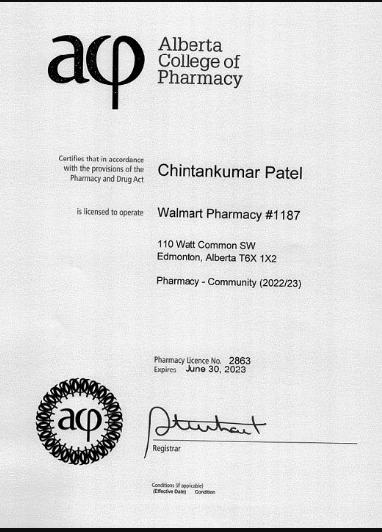 acp
Alberta
College of
Pharmacy
Certifies that in accordance
with the provisions of the
Pharmacy and Drug Act
Chintankumar Patel
is licensed to operate
Walmart Pharmacy #1187
110 Watt Common SW
Edmonton, Alberta T6X 1X2
Pharmacy - Community (2022/23)
Pharmacy Licence No. 2863
Expires June 30, 2023
acp
Registrar
Conditions (if applicable)
(Effective Date) Condition